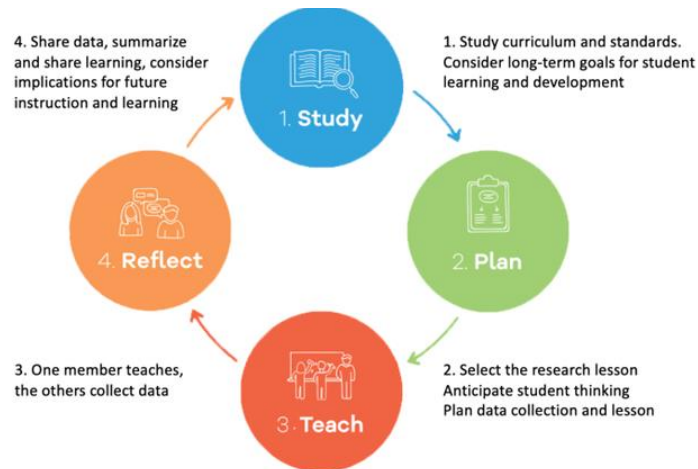 4. Share data, summarize
and share learning, consider
implications for future
instruction and learning
1. Study
1. Study curriculum and standards.
Consider long-term goals for student
learning and development
4. Reflect
2. Plan
3. One member teaches,
the others collect data
3. Teach
2. Select the research lesson
Anticipate student thinking
Plan data collection and lesson